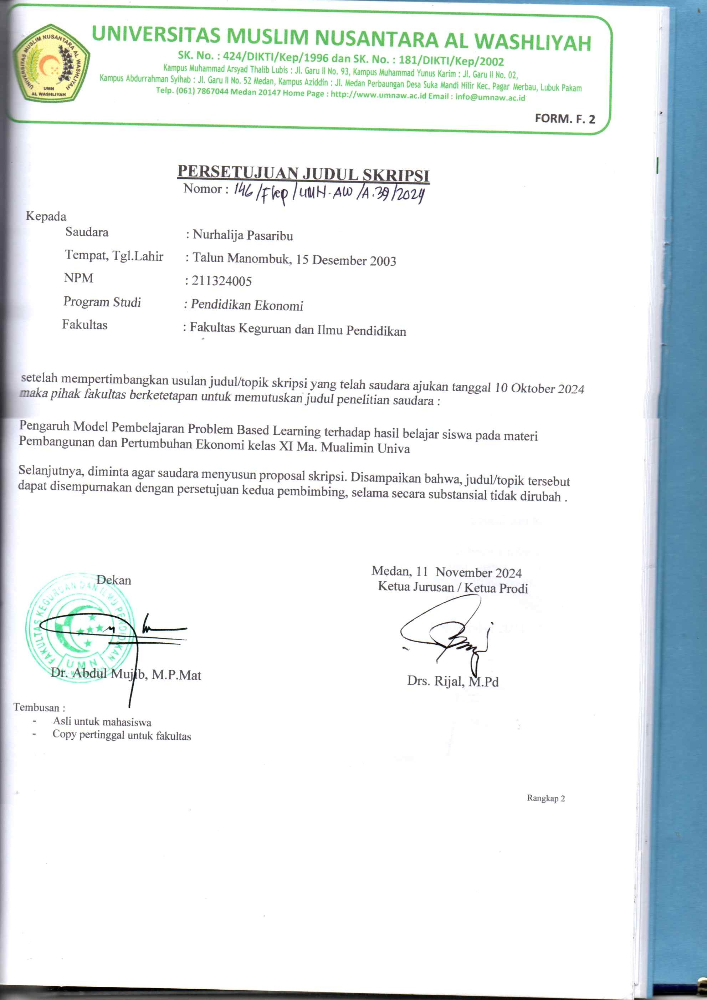 UNIVERSITAS MUSLIM NUSANTARA AL WASHLIYAH
SK. No. : 424/DIKTI/Kep/1996 dan SK. No. : 181/DIKTI/Kep/2002
Kampus Muhammad Arsyad Thalib Lubis : Jl. Garu II No. 93, Kampus Muhammad Yunus Karim : Jl. Garu II No. 02,
Kampus Abdurrahman Syihab : Jl. Garu II No. 52 Medan, Kampus Aziddin : Jl. Medan Perbaungan Desa Suka Mandi Hilir Kec. Pagar Merbau, Lubuk Pakam
Telp. (061) 7867044 Medan 20147 Home Page : http://www.umnaw.ac.id Email : info@umnaw.ac.id
UNIVERSITAS MUSLIM NUSANTARA AL WASHLIYAH
UMN
AL WASHLIYAH
FORM. F. 2
PERSETUJUAN JUDUL SKRIPSI
Nomor : 146/Fkip/UMN-AW/A.39/2024
Kepada
Saudara : Nurhalija Pasaribu
Tempat, Tgl.Lahir : Talun Manombuk, 15 Desember 2003
NPM : 211324005
Program Studi : Pendidikan Ekonomi
Fakultas : Fakultas Keguruan dan Ilmu Pendidikan
setelah mempertimbangkan usulan judul/topik skripsi yang telah saudara ajukan tanggal 10 Oktober 2024
maka pihak fakultas berketetapan untuk memutuskan judul penelitian saudara :
Pengaruh Model Pembelajaran Problem Based Learning terhadap hasil belajar siswa pada materi
Pembangunan dan Pertumbuhan Ekonomi kelas XI Ma. Mualimin Univa
Selanjutnya, diminta agar saudara menyusun proposal skripsi. Disampaikan bahwa, judul/topik tersebut
dapat disempurnakan dengan persetujuan kedua pembimbing, selama secara substansial tidak dirubah .
Medan, 11 November 2024
Dekan
Ketua Jurusan / Ketua Prodi
FAKULTAS KEGURUAN DAN ILMU PENDIDIKAN
UMN
Dr. Abdul Mujib, M.P.Mat
Drs. Rijal, M.Pd
Tembusan :
- Asli untuk mahasiswa
- Copy pertinggal untuk fakultas
Rangkap 2